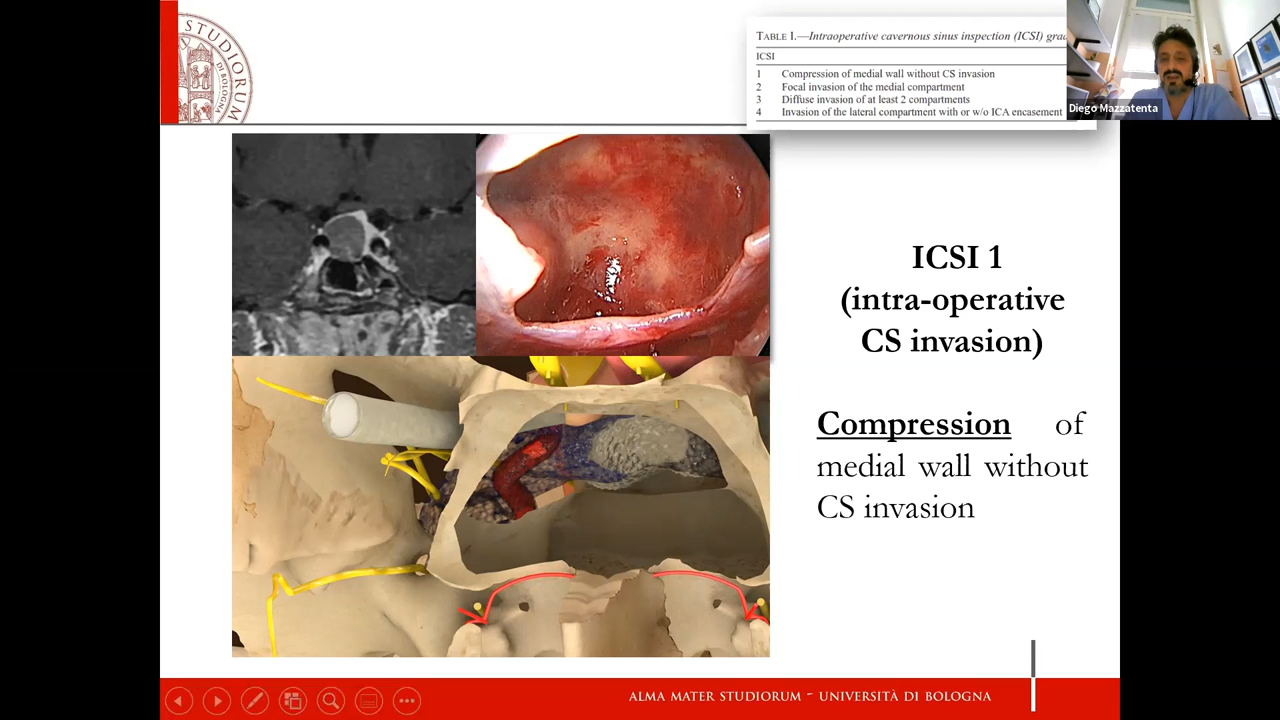 STUDIORUM
DI BOLOGNA
TABLE I.—Intraoperative cavernous sinus inspection (ICSI)
ICSI
1 Compression of medial wall without CS invasion
2 Focal invasion of the medial compartment
3 Diffuse invasion of at least 2 compartments
4 Invasion of the lateral compartment with or w/o ICA encasement
Diego Mazzatenta
ICSI 1
(intra-operative
CS invasion)
Compression of
medial wall without
CS invasion
ALMA MATER STUDIORUM ~ UNIVERSITÀ DI BOLOGNA